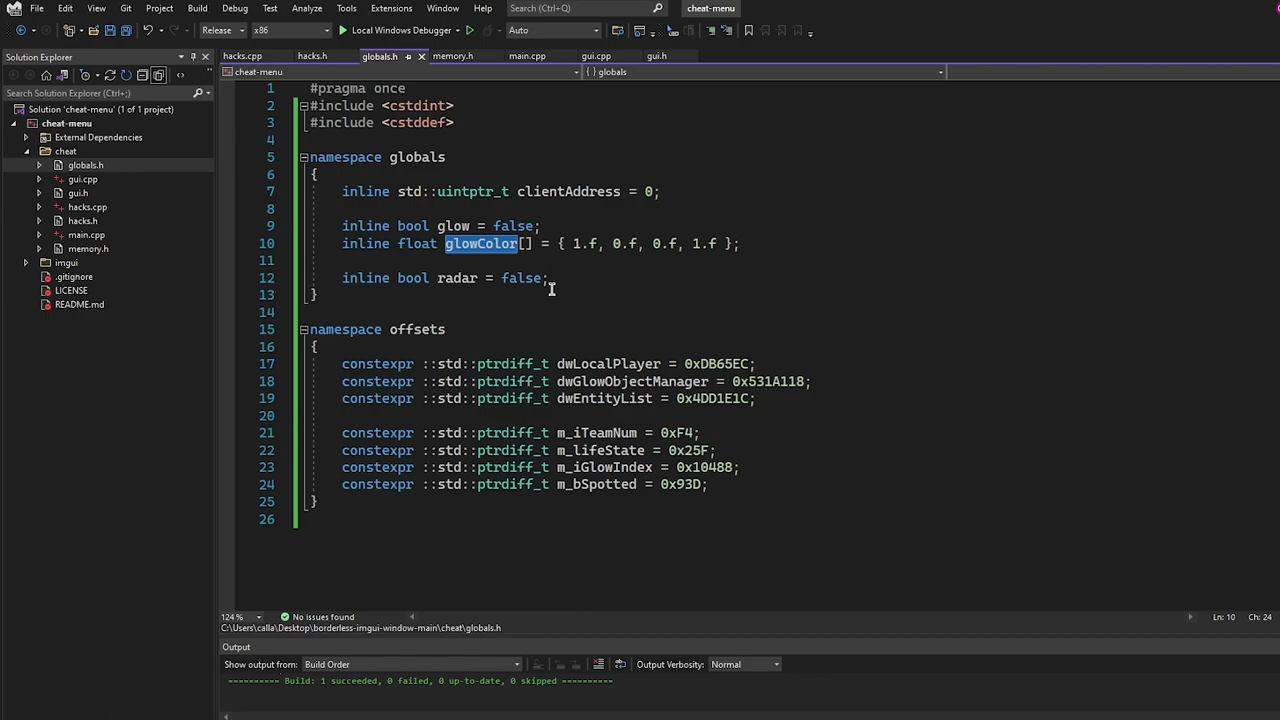 File Edit View Git Project Build Debug Test Analyze Tools Extensions Window Help Search (Ctrl+Q) cheat-menu
Release x86 Local Windows Debugger Auto
Solution Explorer
hacks.cpp hacks.h globals.h memory.h main.cpp gui.cpp gui.h
cheat-menu globals
Search Solution Explorer (Ctrl+;)
Solution 'cheat-menu' (1 of 1 project)
cheat-menu
External Dependencies
cheat
globals.h
gui.cpp
gui.h
hacks.cpp
hacks.h
main.cpp
memory.h
imgui
.gitignore
LICENSE
README.md
1 #pragma once
2 #include <cstdint>
3 #include <cstddef>
4
5 namespace globals
6 {
7 inline std::uintptr_t clientAddress = 0;
8
9 inline bool glow = false;
10 inline float glowColor[] = { 1.f, 0.f, 0.f, 1.f };
11
12 inline bool radar = false;
13 }
14
15 namespace offsets
16 {
17 constexpr ::std::ptrdiff_t dwLocalPlayer = 0xDB65EC;
18 constexpr ::std::ptrdiff_t dwGlowObjectManager = 0x531A118;
19 constexpr ::std::ptrdiff_t dwEntityList = 0x4DD1E1C;
20
21 constexpr ::std::ptrdiff_t m_iTeamNum = 0xF4;
22 constexpr ::std::ptrdiff_t m_lifeState = 0x25F;
23 constexpr ::std::ptrdiff_t m_iGlowIndex = 0x10488;
24 constexpr ::std::ptrdiff_t m_bSpotted = 0x93D;
25 }
26
124 % No issues found Ln: 10 Ch: 24
C:\Users\calla\Desktop\borderless-imgui-window-main\cheat\globals.h
Output
Show output from: Build Order Output Verbosity: Normal
========== Build: 1 succeeded, 0 failed, 0 up-to-date, 0 skipped ==========